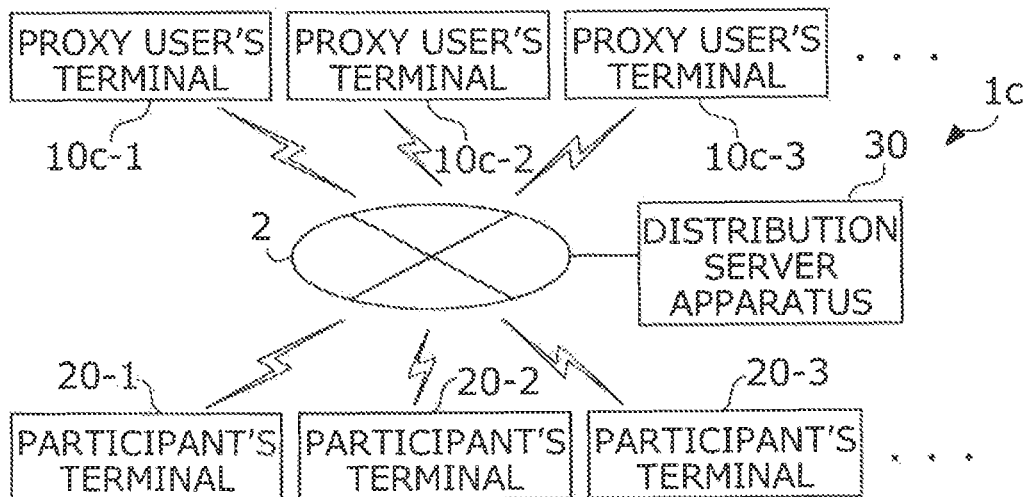 PROXY USER'S
TERMINAL
PROXY USER'S
TERMINAL
PROXY USER'S
TERMINAL
. . .
10c-1
10c-2
10c-3
1c
30
2
DISTRIBUTION
SERVER
APPARATUS
20-1
20-2
20-3
PARTICIPANT'S
TERMINAL
PARTICIPANT'S
TERMINAL
PARTICIPANT'S
TERMINAL
. . .